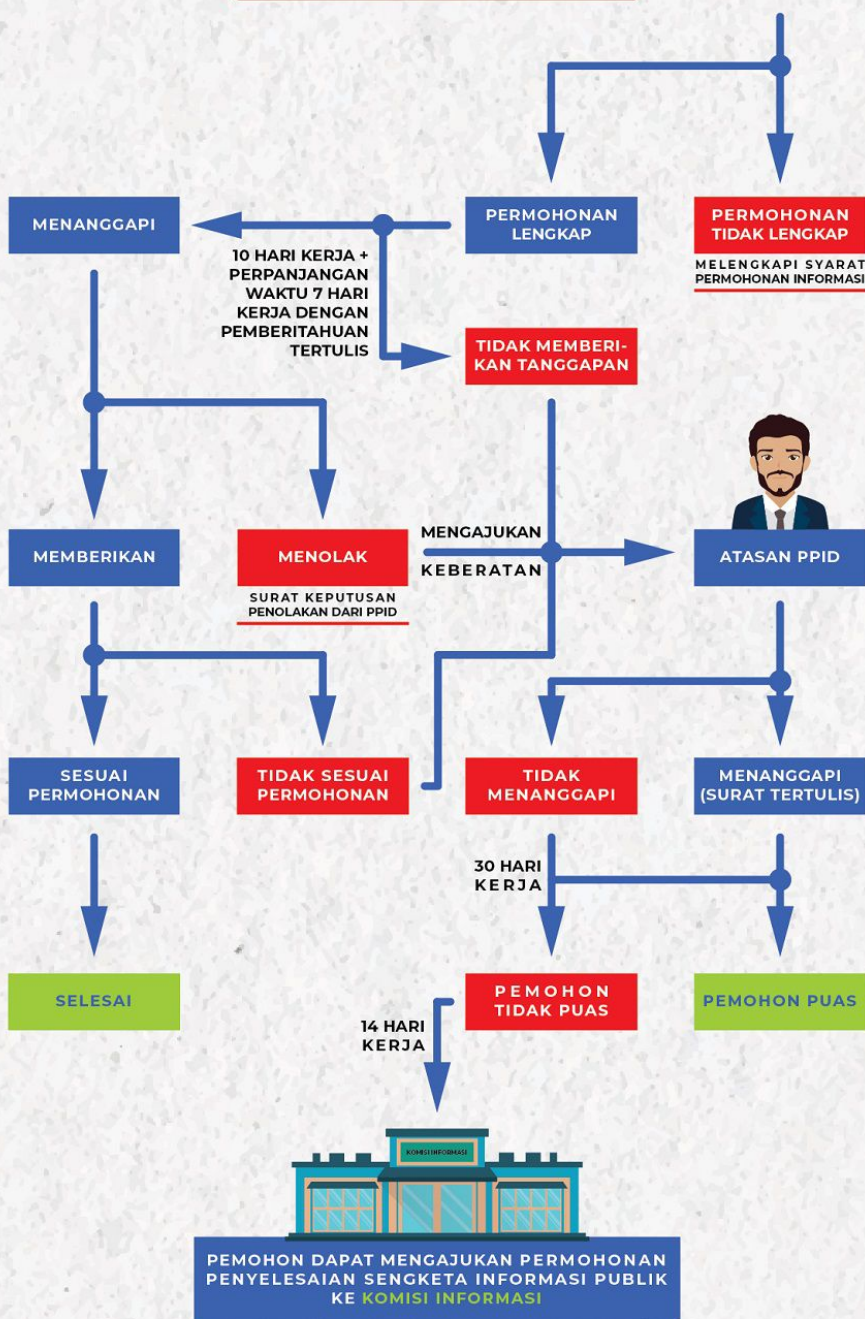 PERMOHONAN
LENGKAP
PERMOHONAN
TIDAK LENGKAP
MELENGKAPI SYARAT
PERMOHONAN INFORMASI
MENANGGAPI
10 HARI KERJA +
PERPANJANGAN
WAKTU 7 HARI
KERJA DENGAN
PEMBERITAHUAN
TERTULIS
TIDAK MEMBERI-
KAN TANGGAPAN
MEMBERIKAN
MENOLAK
SURAT KEPUTUSAN
PENOLAKAN DARI PPID
MENGAJUKAN
KEBERATAN
ATASAN PPID
SESUAI
PERMOHONAN
TIDAK SESUAI
PERMOHONAN
TIDAK
MENANGGAPI
MENANGGAPI
(SURAT TERTULIS)
30 HARI
KERJA
SELESAI
PEMOHON
TIDAK PUAS
PEMOHON PUAS
14 HARI
KERJA
KOMISI INFORMASI
PEMOHON DAPAT MENGAJUKAN PERMOHONAN
PENYELESAIAN SENGKETA INFORMASI PUBLIK
KE KOMISI INFORMASI